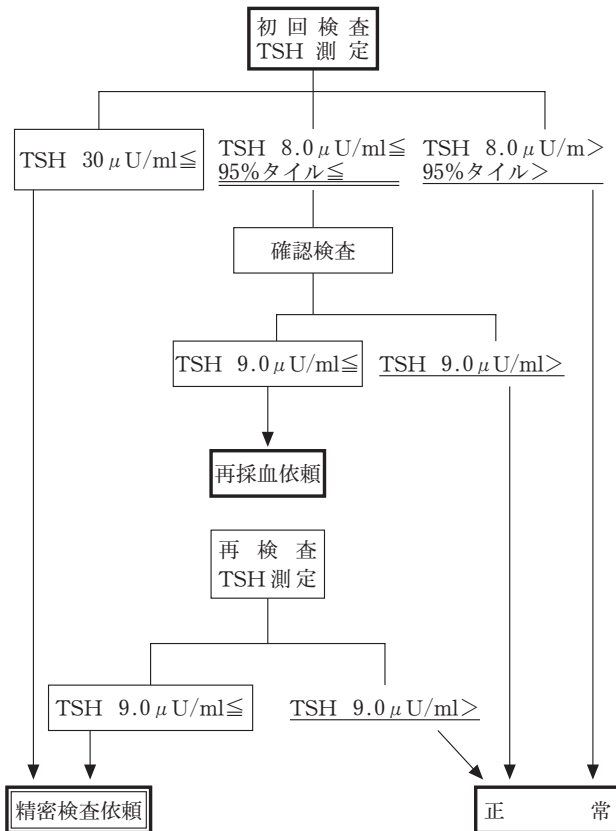 初回検査
TSH 測定
TSH 30μU/ml≦
TSH 8.0μU/ml≦
95%タイル≦
TSH 8.0μU/m>
95%タイル>
確認検査
TSH 9.0μU/ml≦
TSH 9.0μU/ml>
再採血依頼
再検査
TSH測定
TSH 9.0μU/ml≦
TSH 9.0μU/ml>
精密検査依頼
正常